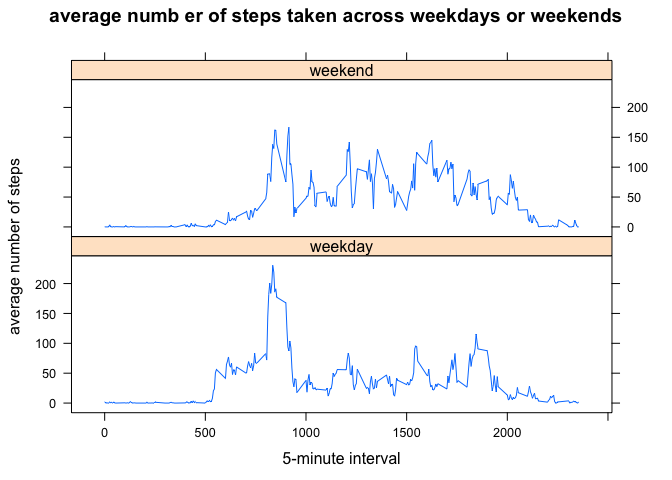 average numb er of steps taken across weekdays or weekends
weekend
200
150
100
50
0
weekday
200
150
100
50
0
average number of steps
0 500 1000 1500 2000
5-minute interval